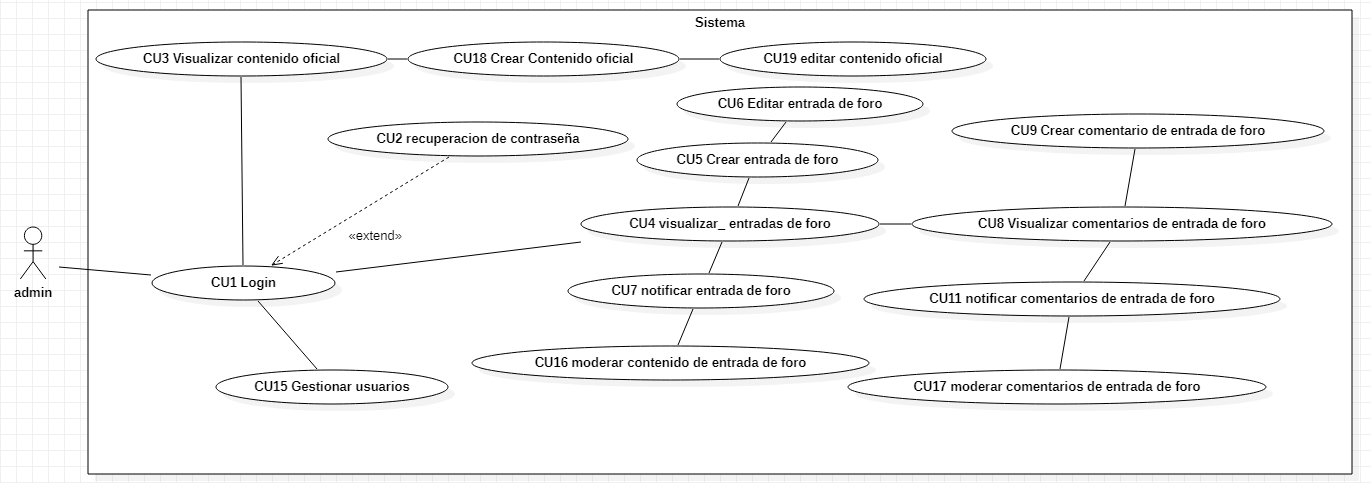 Sistema
CU3 Visualizar contenido oficial
CU18 Crear Contenido oficial
CU19 editar contenido oficial
CU6 Editar entrada de foro
CU2 recuperacion de contraseña
CU9 Crear comentario de entrada de foro
CU5 Crear entrada de foro
CU4 visualizar_ entradas de foro
CU8 Visualizar comentarios de entrada de foro
«extend»
CU1 Login
admin
CU7 notificar entrada de foro
CU11 notificar comentarios de entrada de foro
CU16 moderar contenido de entrada de foro
CU15 Gestionar usuarios
CU17 moderar comentarios de entrada de foro